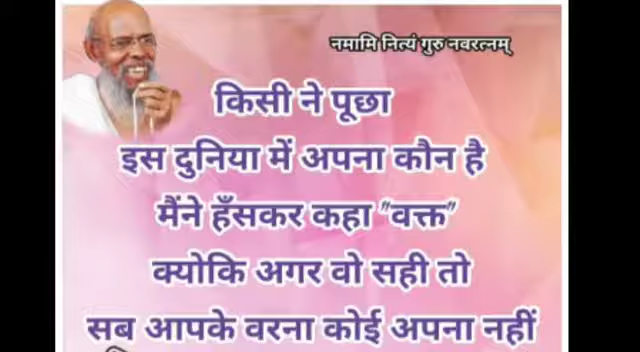 नमामि नित्यं गुरु नवरत्नम्
किसी ने पूछा
इस दुनिया में अपना कौन है
मैंने हँसकर कहा "वक्त"
क्योकि अगर वो सही तो
सब आपके वरना कोई अपना नहीं